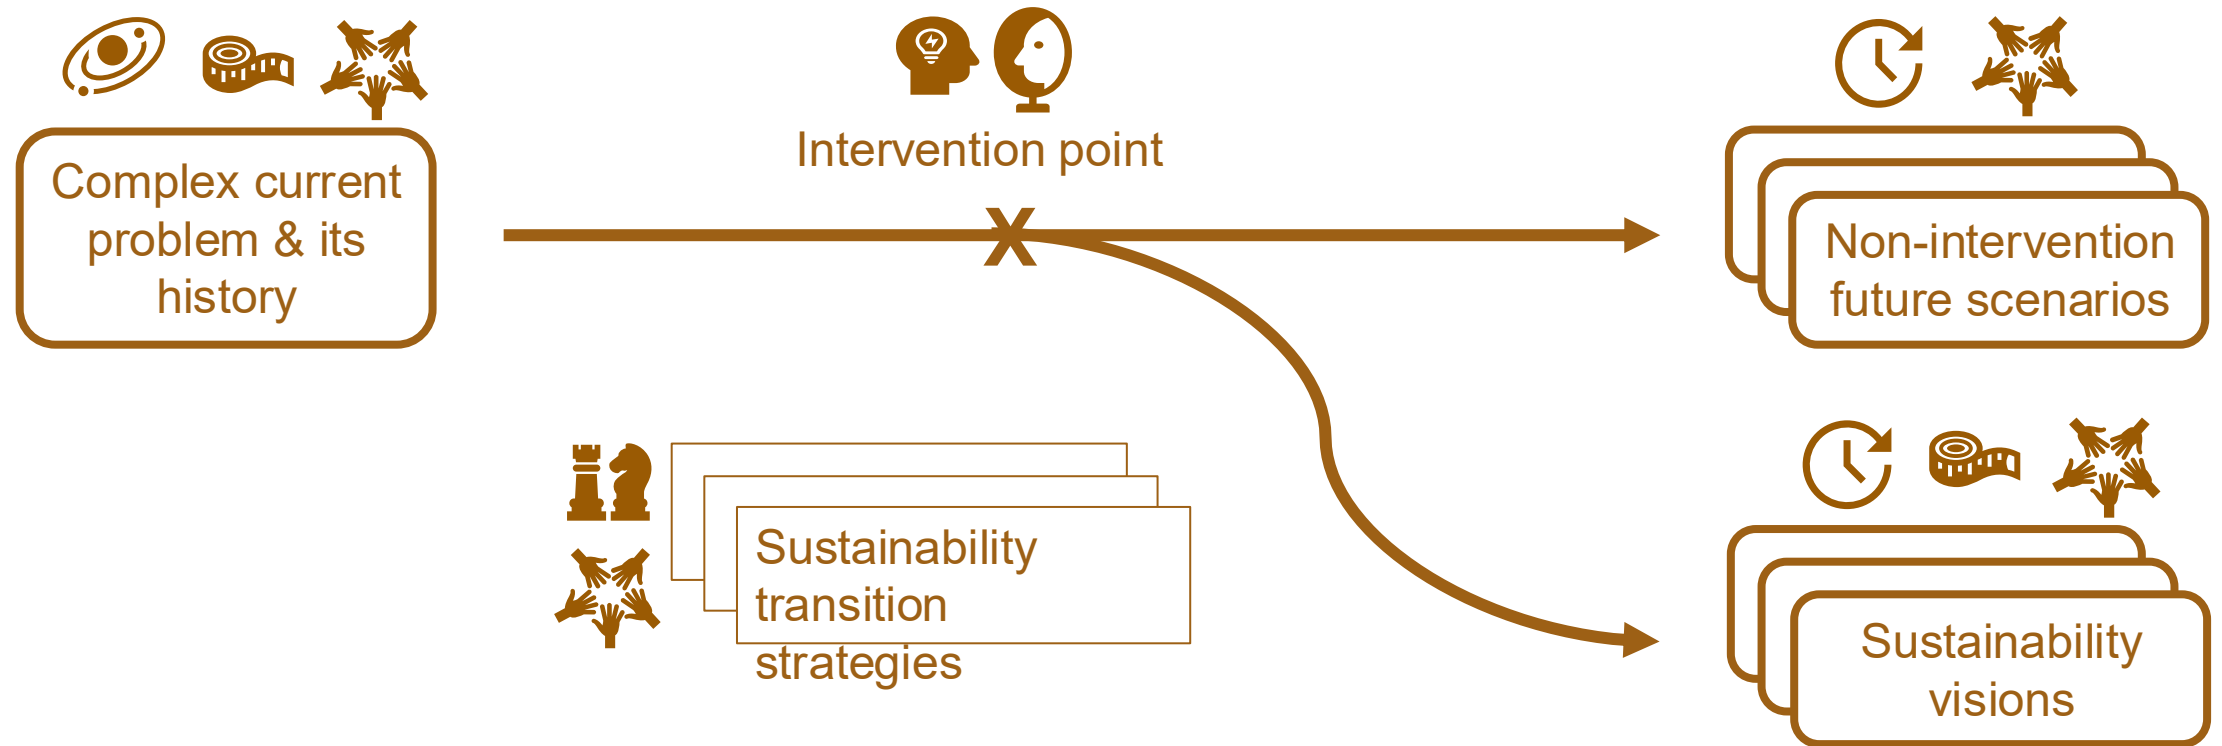 Complex current
problem & its
history
Intervention point
X
Non-intervention
future scenarios
Sustainability
transition
strategies
Sustainability
visions